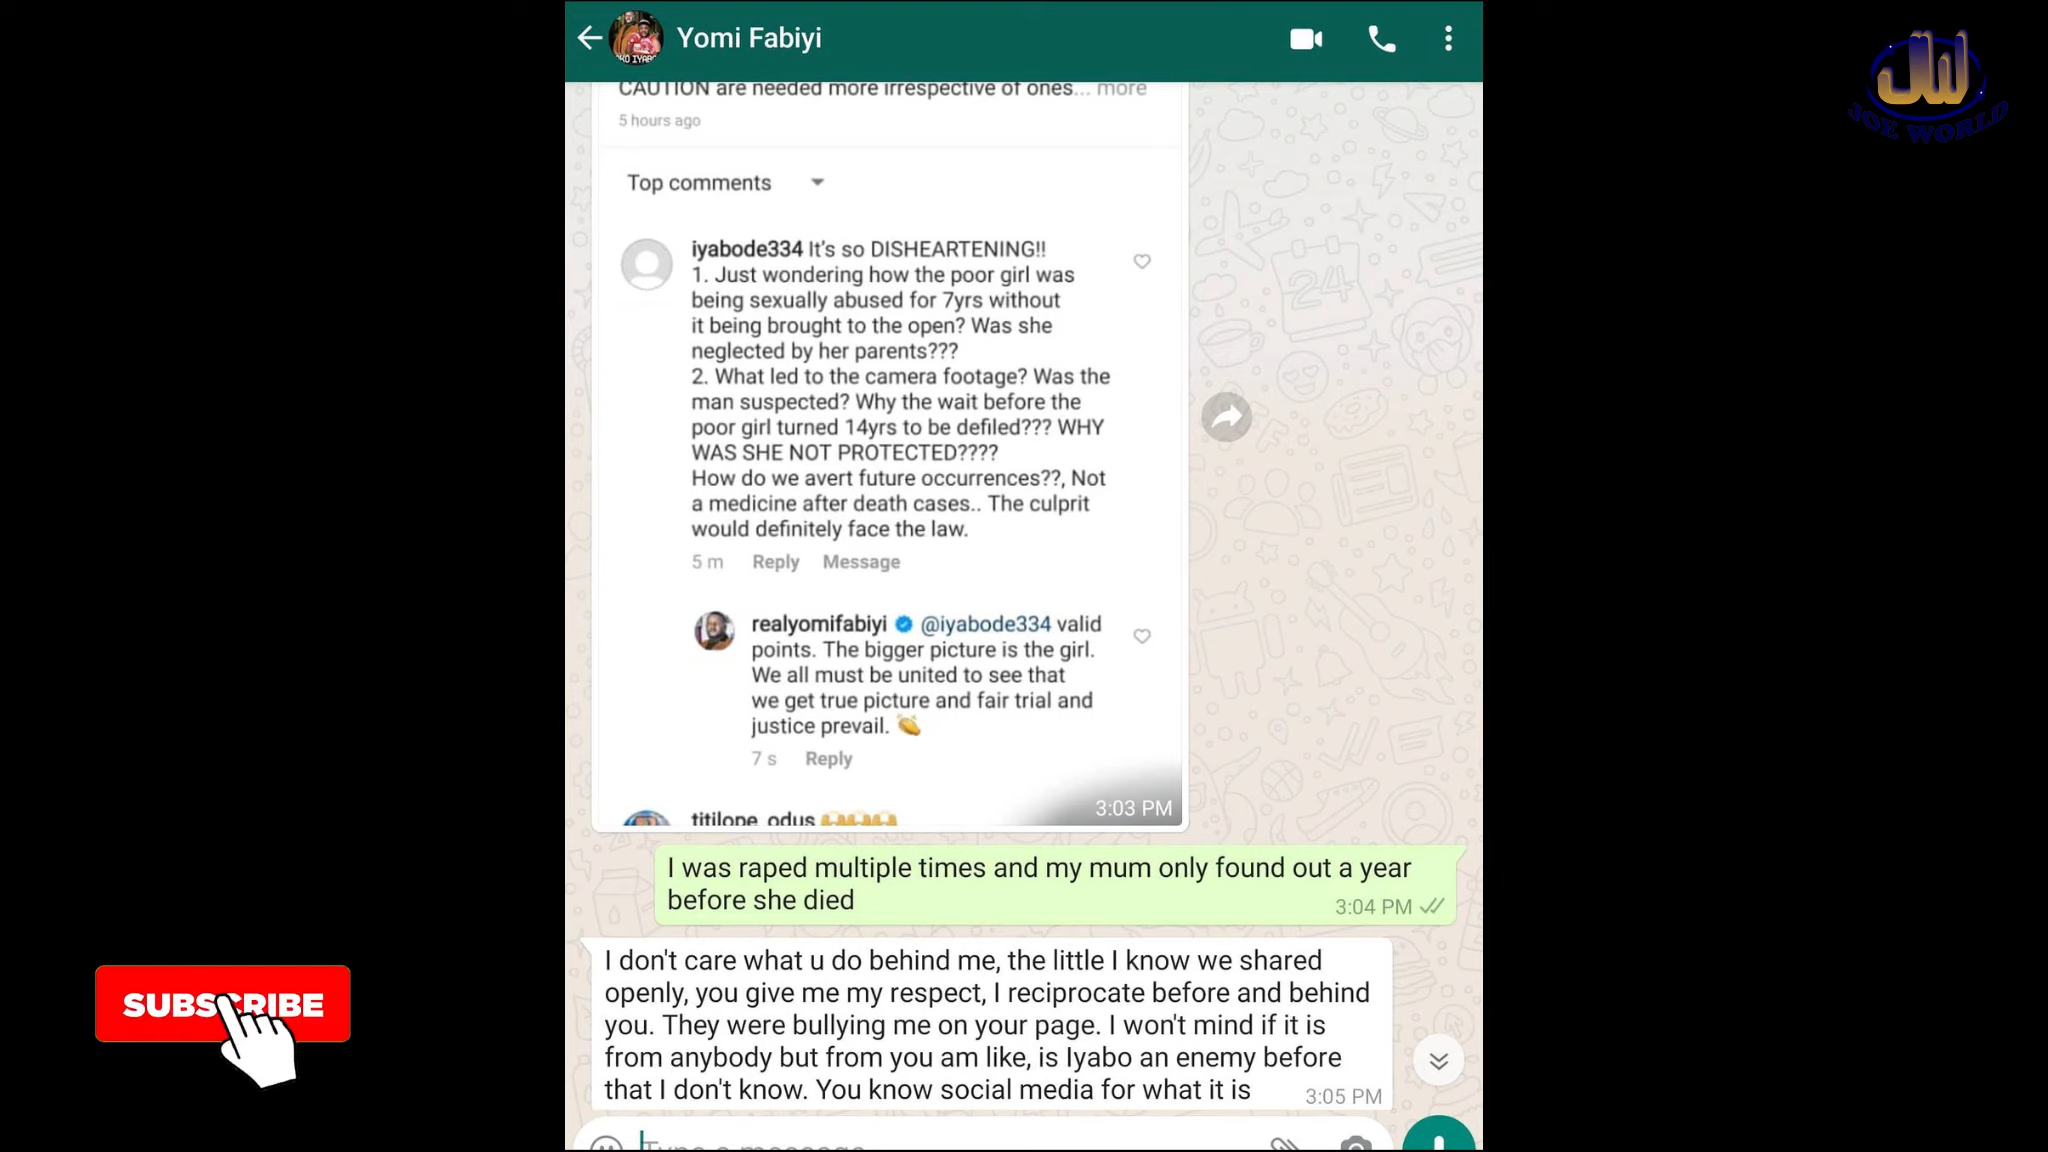 Yomi Fabiyi
JW
JOE WORLD
CAUTION are needed more irrespective of ones... more
5 hours ago
Top comments
iyabode334 It's so DISHEARTENING!!
1. Just wondering how the poor girl was
being sexually abused for 7yrs without
it being brought to the open? Was she
neglected by her parents???
2. What led to the camera footage? Was the
man suspected? Why the wait before the
poor girl turned 14yrs to be defiled??? WHY
WAS SHE NOT PROTECTED????
How do we avert future occurrences??, Not
a medicine after death cases.. The culprit
would definitely face the law.
5 m Reply Message
realyomifabiyi @iyabode334 valid
points. The bigger picture is the girl.
We all must be united to see that
we get true picture and fair trial and
justice prevail. 👏
7 s Reply
titilope_odus
3:03 PM
I was raped multiple times and my mum only found out a year
before she died
3:04 PM
I don't care what u do behind me, the little I know we shared
openly, you give me my respect, I reciprocate before and behind
you. They were bullying me on your page. I won't mind if it is
from anybody but from you am like, is Iyabo an enemy before
that I don't know. You know social media for what it is
3:05 PM
Type a message
SUBSCRIBE